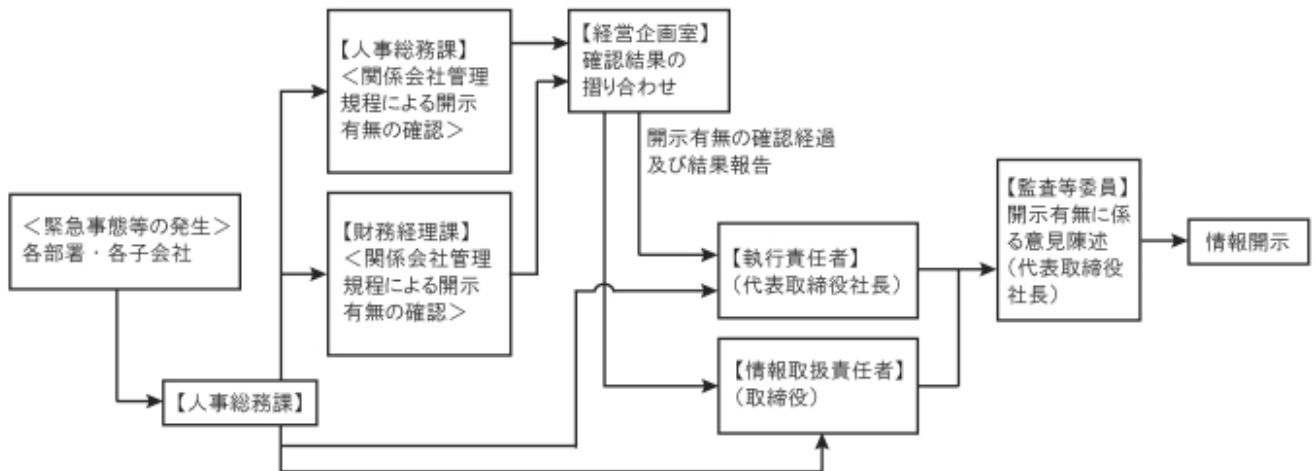 <緊急事態等の発生>
各部署・各子会社
【人事総務課】
【人事総務課】
<関係会社管理
規程による開示
有無の確認>
【財務経理課】
<関係会社管理
規程による開示
有無の確認>
【経営企画室】
確認結果の
摺り合わせ
開示有無の確認経過
及び結果報告
【執行責任者】
（代表取締役社長）
【情報取扱責任者】
（取締役）
【監査等委員】
開示有無に係
る意見陳述
（代表取締役
社長）
情報開示